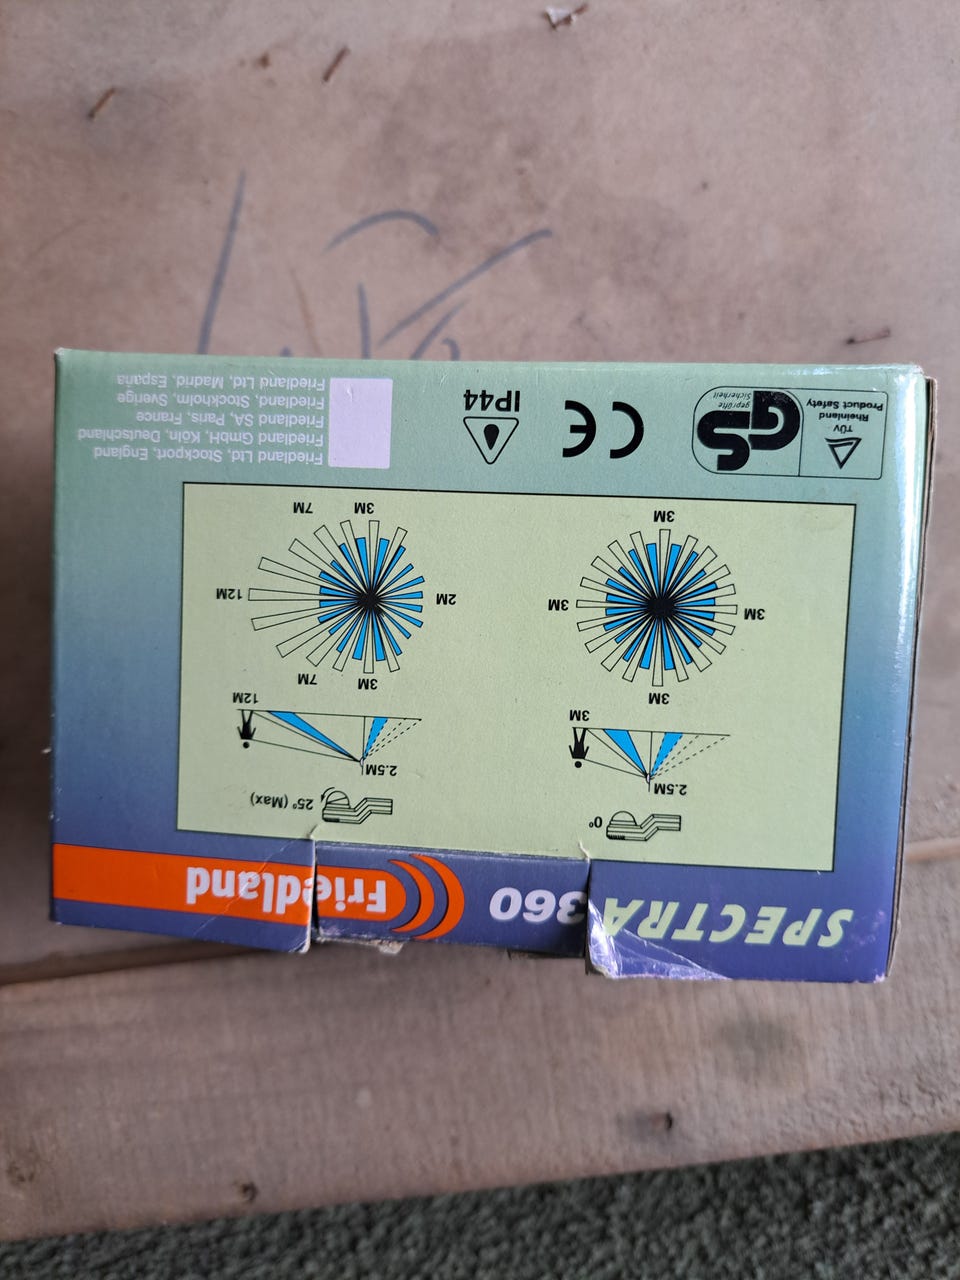 SPECTRA 360
Friedland
0°
2.5M
3M
3M
3M
3M
3M
25° (Max)
2.5M
12M
3M
7M
2M
12M
3M
7M
TÜV
Rheinland
Product Safety
GS
geprüfte
Sicherheit
CE
IP44
Friedland Ltd, Stockport, England
Friedland GmbH, Köln, Deutschland
Friedland SA, Paris, France
Friedland, Stockholm, Sverige
Friedland Ltd, Madrid, España